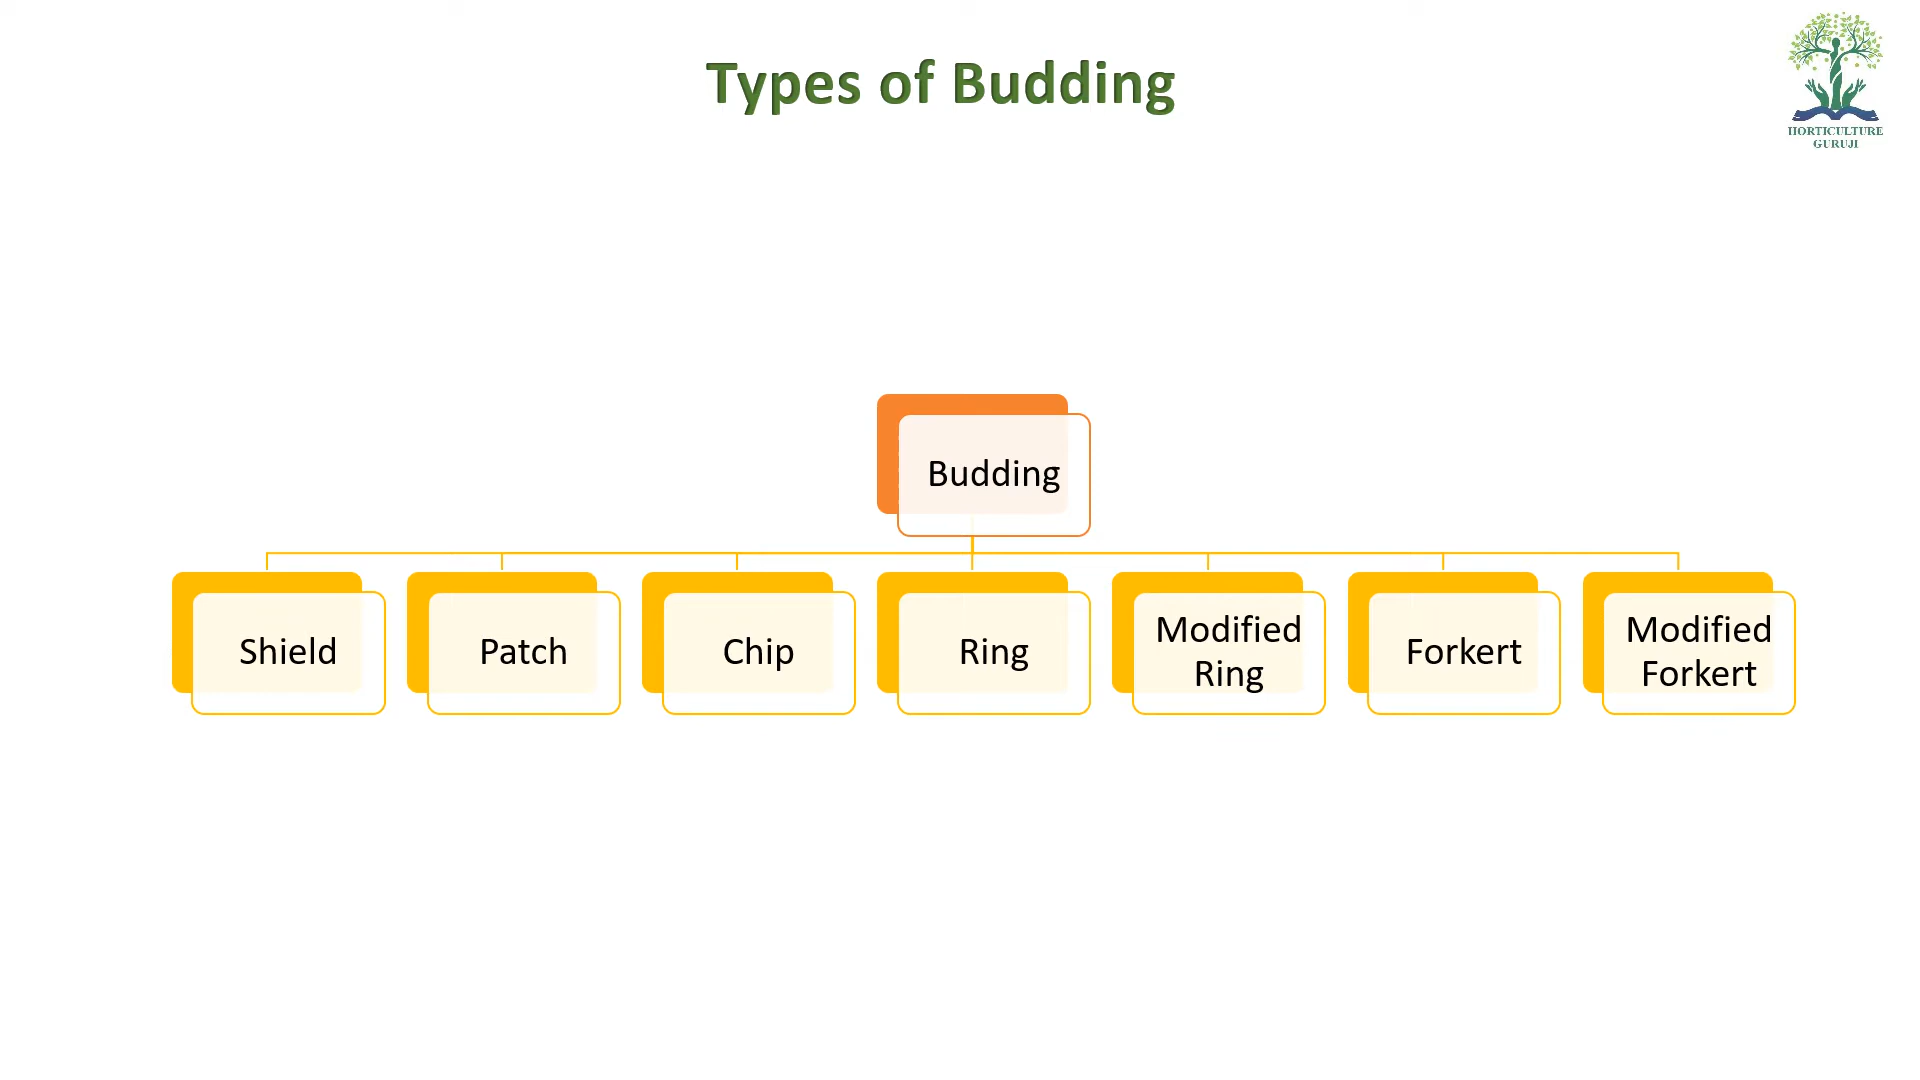 Types of Budding
HORTICULTURE
GURUJI
Budding
Shield
Patch
Chip
Ring
Modified
Ring
Forkert
Modified
Forkert